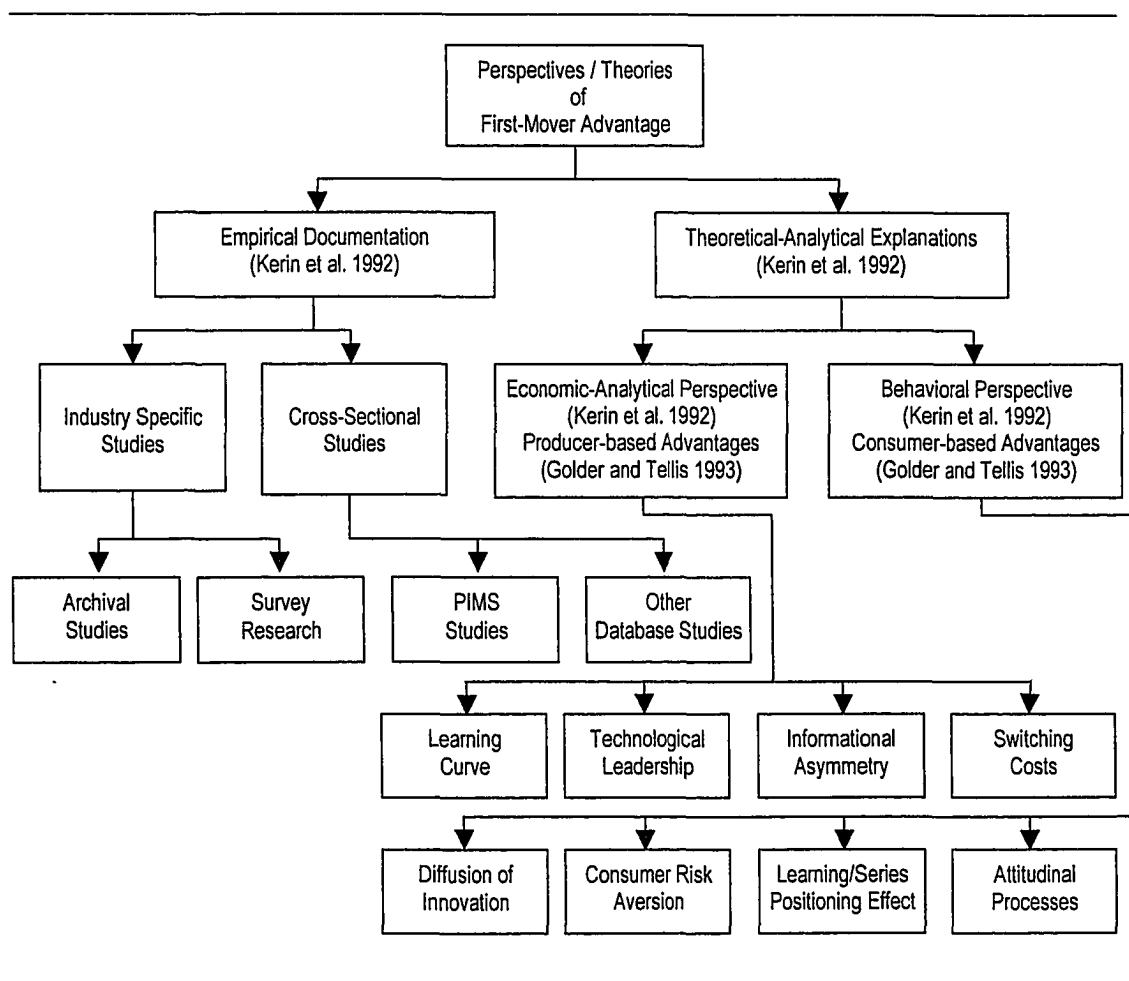 Perspectives / Theories
of
First-Mover Advantage
Empirical Documentation
(Kerin et al. 1992)
Theoretical-Analytical Explanations
(Kerin et al. 1992)
Industry Specific
Studies
Cross-Sectional
Studies
Economic-Analytical Perspective
(Kerin et al. 1992)
Producer-based Advantages
(Golder and Tellis 1993)
Behavioral Perspective
(Kerin et al. 1992)
Consumer-based Advantages
(Golder and Tellis 1993)
Archival
Studies
Survey
Research
PIMS
Studies
Other
Database Studies
Learning
Curve
Technological
Leadership
Informational
Asymmetry
Switching
Costs
Diffusion of
Innovation
Consumer Risk
Aversion
Learning/Series
Positioning Effect
Attitudinal
Processes